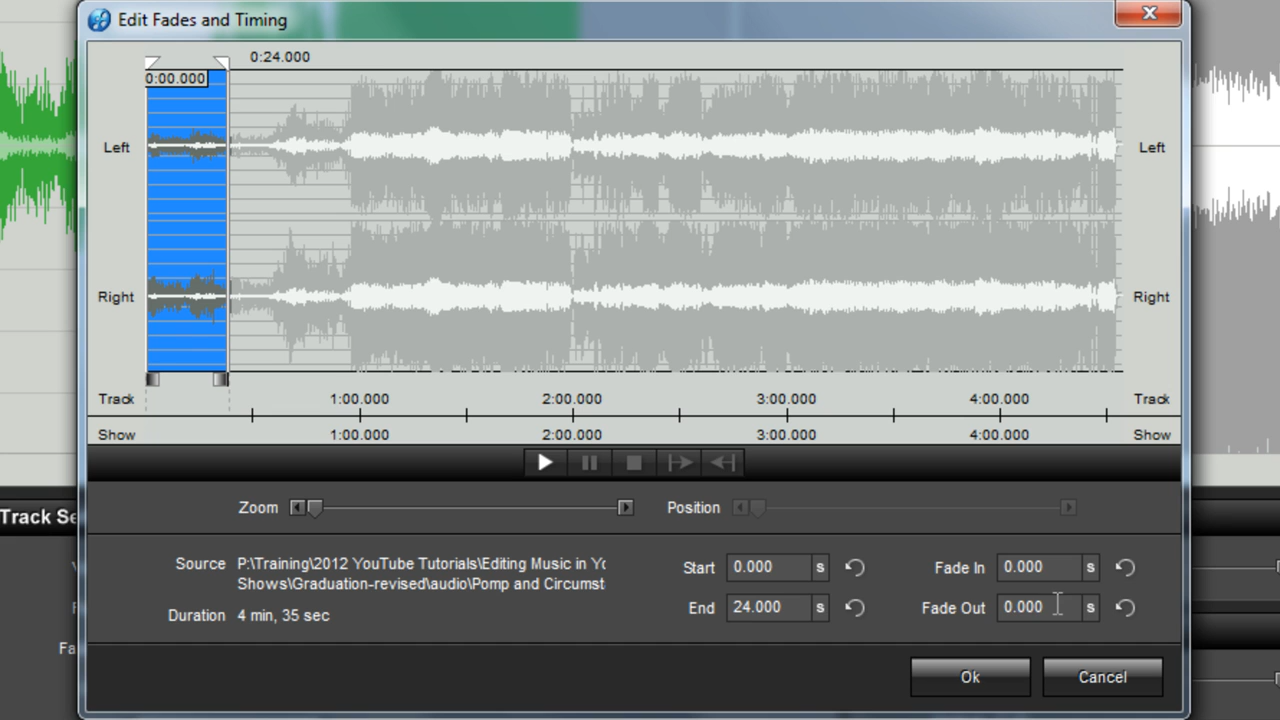 Edit Fades and Timing
0:24.000
0:00.000
Left
Left
Right
Right
Track 1:00.000 2:00.000 3:00.000 4:00.000 Track
Show 1:00.000 2:00.000 3:00.000 4:00.000 Show
Zoom Position
Track Se
Source P:\Training\2012 YouTube Tutorials\Editing Music in Yo
Shows\Graduation-revised\audio\Pomp and Circumst
Duration 4 min, 35 sec
Start 0.000 s Fade In 0.000 s
End 24.000 s Fade Out 0.000 s
Fa
Ok Cancel